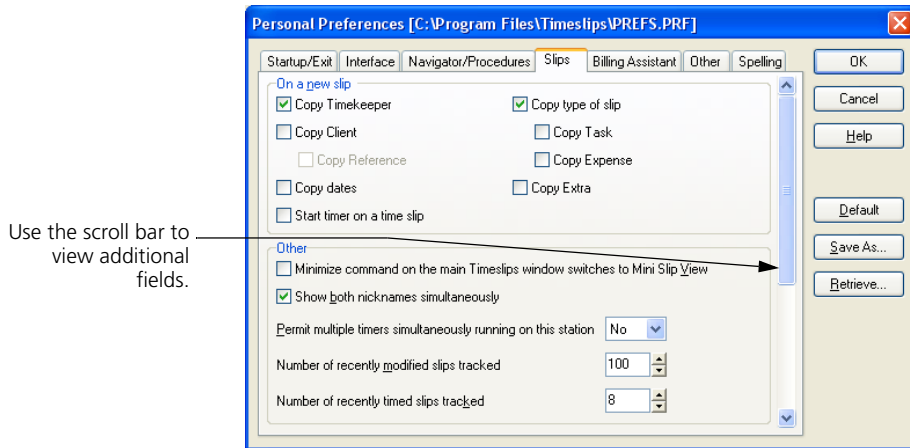 Personal Preferences [C:\Program Files\Timeslips\PREFS.PRF]
Startup/Exit Interface Navigator/Procedures Slips Billing Assistant Other Spelling
OK
Cancel
Help
Default
Save As...
Retrieve...
On a new slip
Copy Timekeeper
Copy type of slip
Copy Client
Copy Task
Copy Reference
Copy Expense
Copy dates
Copy Extra
Start timer on a time slip
Use the scroll bar to
view additional
fields.
Other
Minimize command on the main Timeslips window switches to Mini Slip View
Show both nicknames simultaneously
Permit multiple timers simultaneously running on this station No
Number of recently modified slips tracked 100
Number of recently timed slips tracked 8